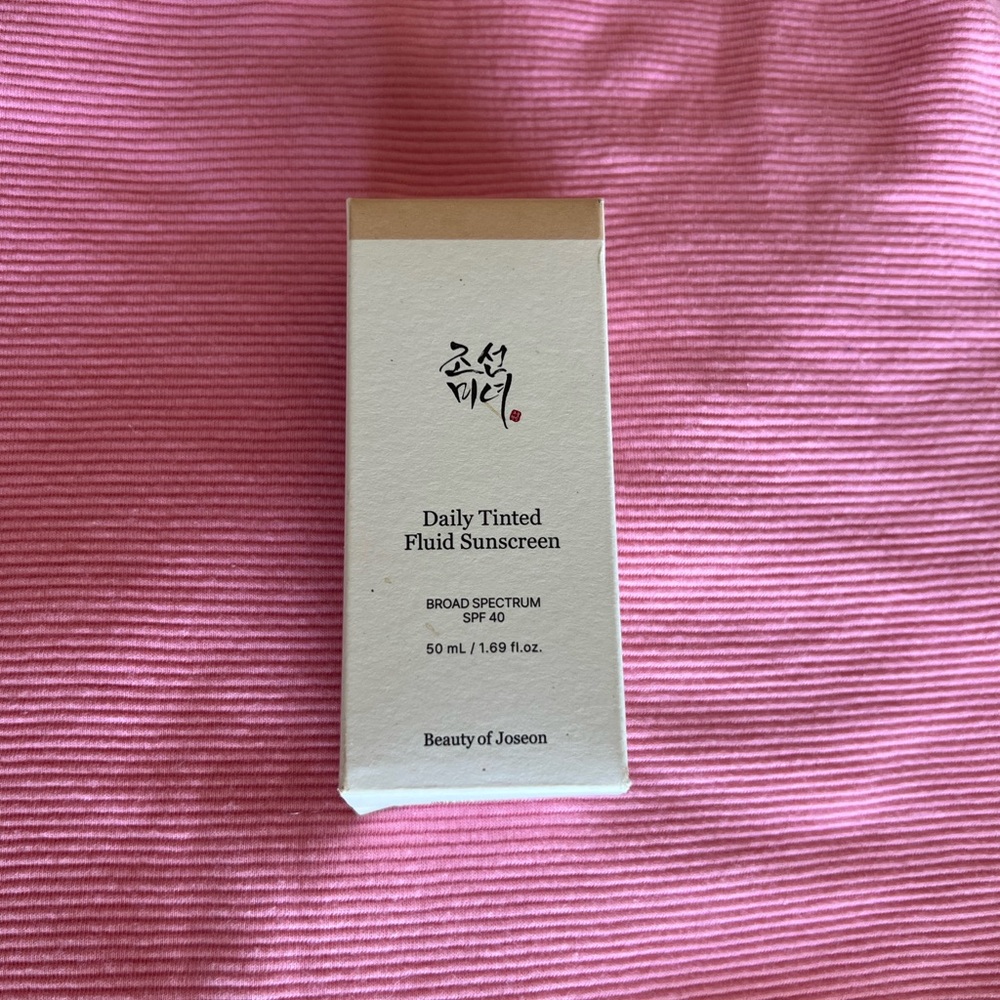 조선
미녀
Daily Tinted
Fluid Sunscreen
BROAD SPECTRUM
SPF 40
50 mL / 1.69 fl.oz.
Beauty of Joseon